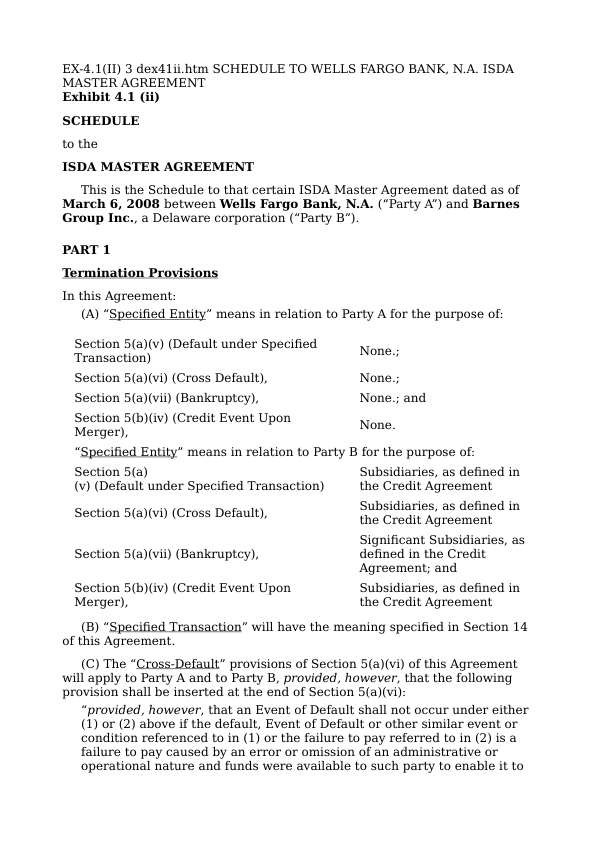 EX-4.1(II) 3 dex41ii.htm SCHEDULE TO WELLS FARGO BANK, N.A. ISDA
MASTER AGREEMENT
Exhibit 4.1 (ii)
SCHEDULE
to the
ISDA MASTER AGREEMENT
This is the Schedule to that certain ISDA Master Agreement dated as of
March 6, 2008 between Wells Fargo Bank, N.A. (“Party A”) and Barnes
Group Inc., a Delaware corporation (“Party B”).
PART 1
Termination Provisions
In this Agreement:
(A) “Specified Entity” means in relation to Party A for the purpose of:
Section 5(a)(v) (Default under Specified
Transaction) None.;
Section 5(a)(vi) (Cross Default), None.;
Section 5(a)(vii) (Bankruptcy), None.; and
Section 5(b)(iv) (Credit Event Upon
Merger), None.
“Specified Entity” means in relation to Party B for the purpose of:
Section 5(a) Subsidiaries, as defined in
(v) (Default under Specified Transaction) the Credit Agreement
Section 5(a)(vi) (Cross Default), Subsidiaries, as defined in
the Credit Agreement
Section 5(a)(vii) (Bankruptcy), Significant Subsidiaries, as
defined in the Credit
Agreement; and
Section 5(b)(iv) (Credit Event Upon Subsidiaries, as defined in
Merger), the Credit Agreement
(B) “Specified Transaction” will have the meaning specified in Section 14
of this Agreement.
(C) The “Cross-Default” provisions of Section 5(a)(vi) of this Agreement
will apply to Party A and to Party B, provided, however, that the following
provision shall be inserted at the end of Section 5(a)(vi):
“provided, however, that an Event of Default shall not occur under either
(1) or (2) above if the default, Event of Default or other similar event or
condition referenced to in (1) or the failure to pay referred to in (2) is a
failure to pay caused by an error or omission of an administrative or
operational nature and funds were available to such party to enable it to